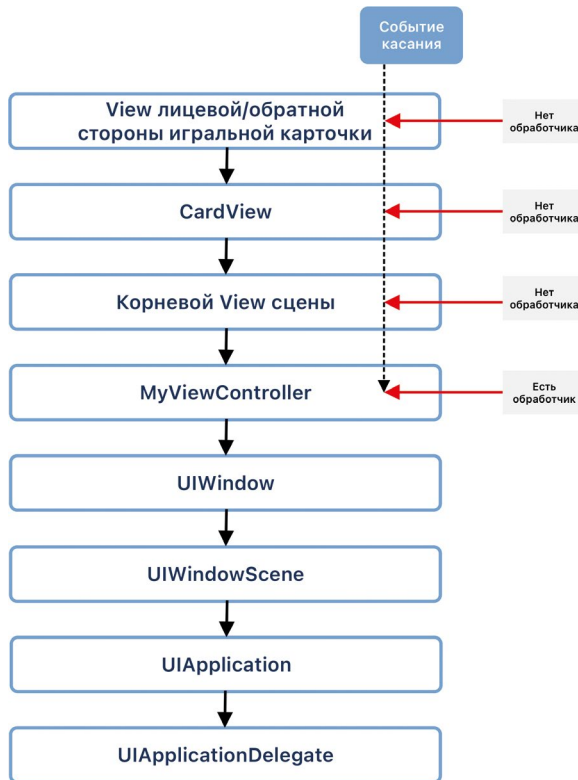 Событие
касания
View лицевой/обратной
стороны игральной карточки
Нет
обработчика
CardView
Нет
обработчика
Корневой View сцены
Нет
обработчика
MyViewController
Есть
обработчик
UIWindow
UIWindowScene
UIApplication
UIApplicationDelegate